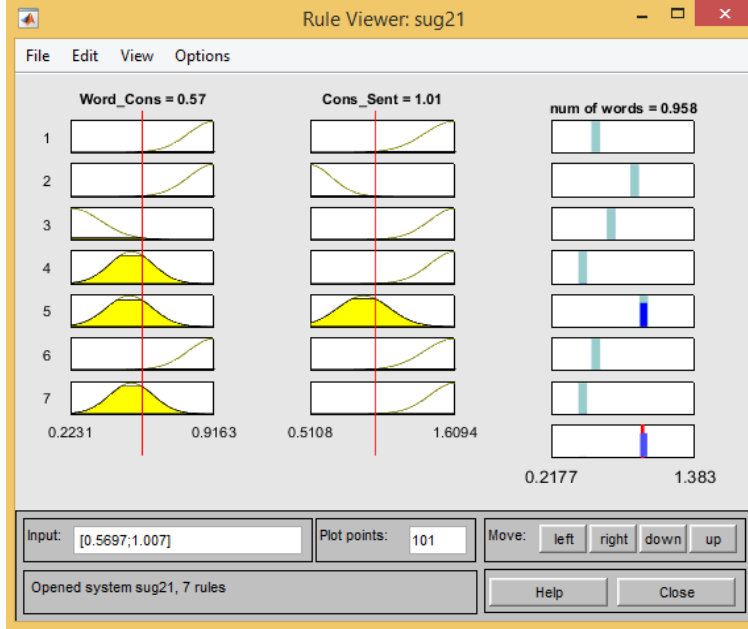 Rule Viewer: sug21
File Edit View Options
Word_Cons = 0.57 Cons_Sent = 1.01 num of words = 0.958
1
2
3
4
5
6
7
0.2231 0.9163 0.5108 1.6094
0.2177 1.383
Input: [0.5697;1.007] Plot points: 101 Move: left right down up
Opened system sug21, 7 rules Help Close